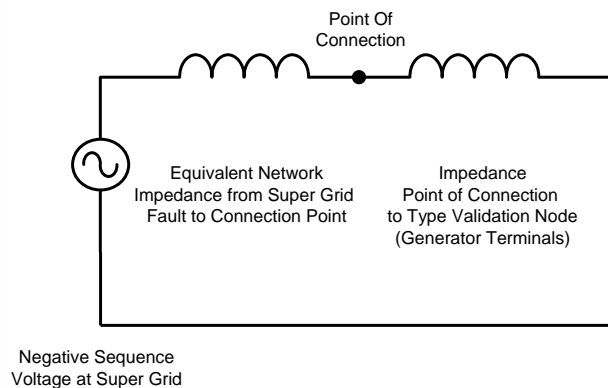 Point Of
Connection
Equivalent Network
Impedance from Super Grid
Fault to Connection Point
Impedance
Point of Connection
to Type Validation Node
(Generator Terminals)
Negative Sequence
Voltage at Super Grid